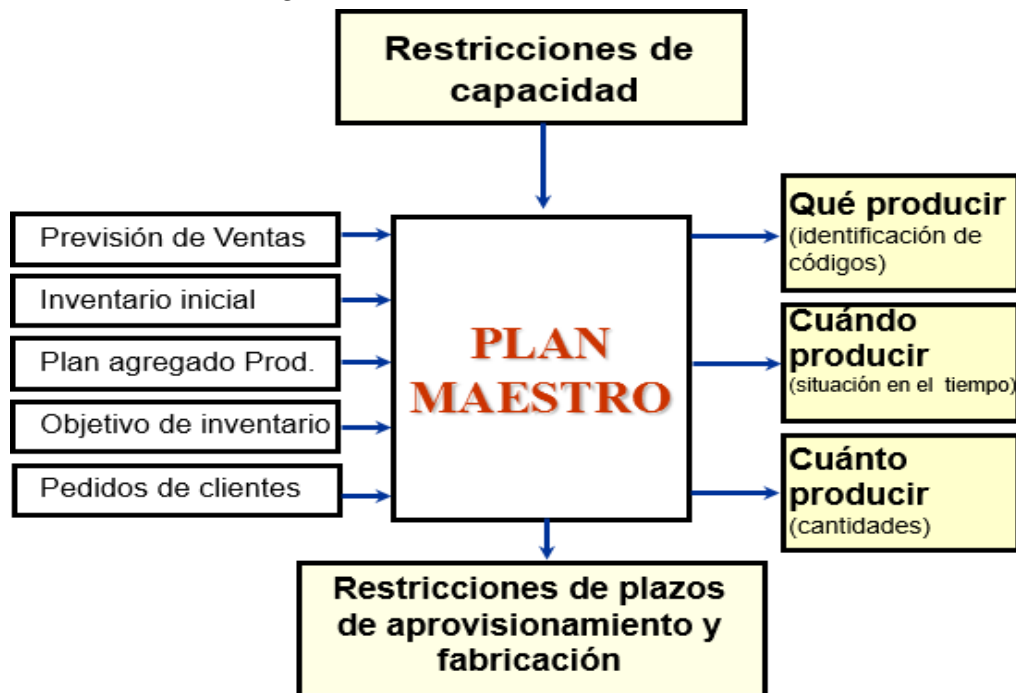 Restricciones de
capacidad
Previsión de Ventas
Inventario inicial
Plan agregado Prod.
Objetivo de inventario
Pedidos de clientes
PLAN
MAESTRO
Qué producir
(identificación de
códigos)
Cuándo
producir
(situación en el tiempo)
Cuánto
producir
(cantidades)
Restricciones de plazos
de aprovisionamiento y
fabricación